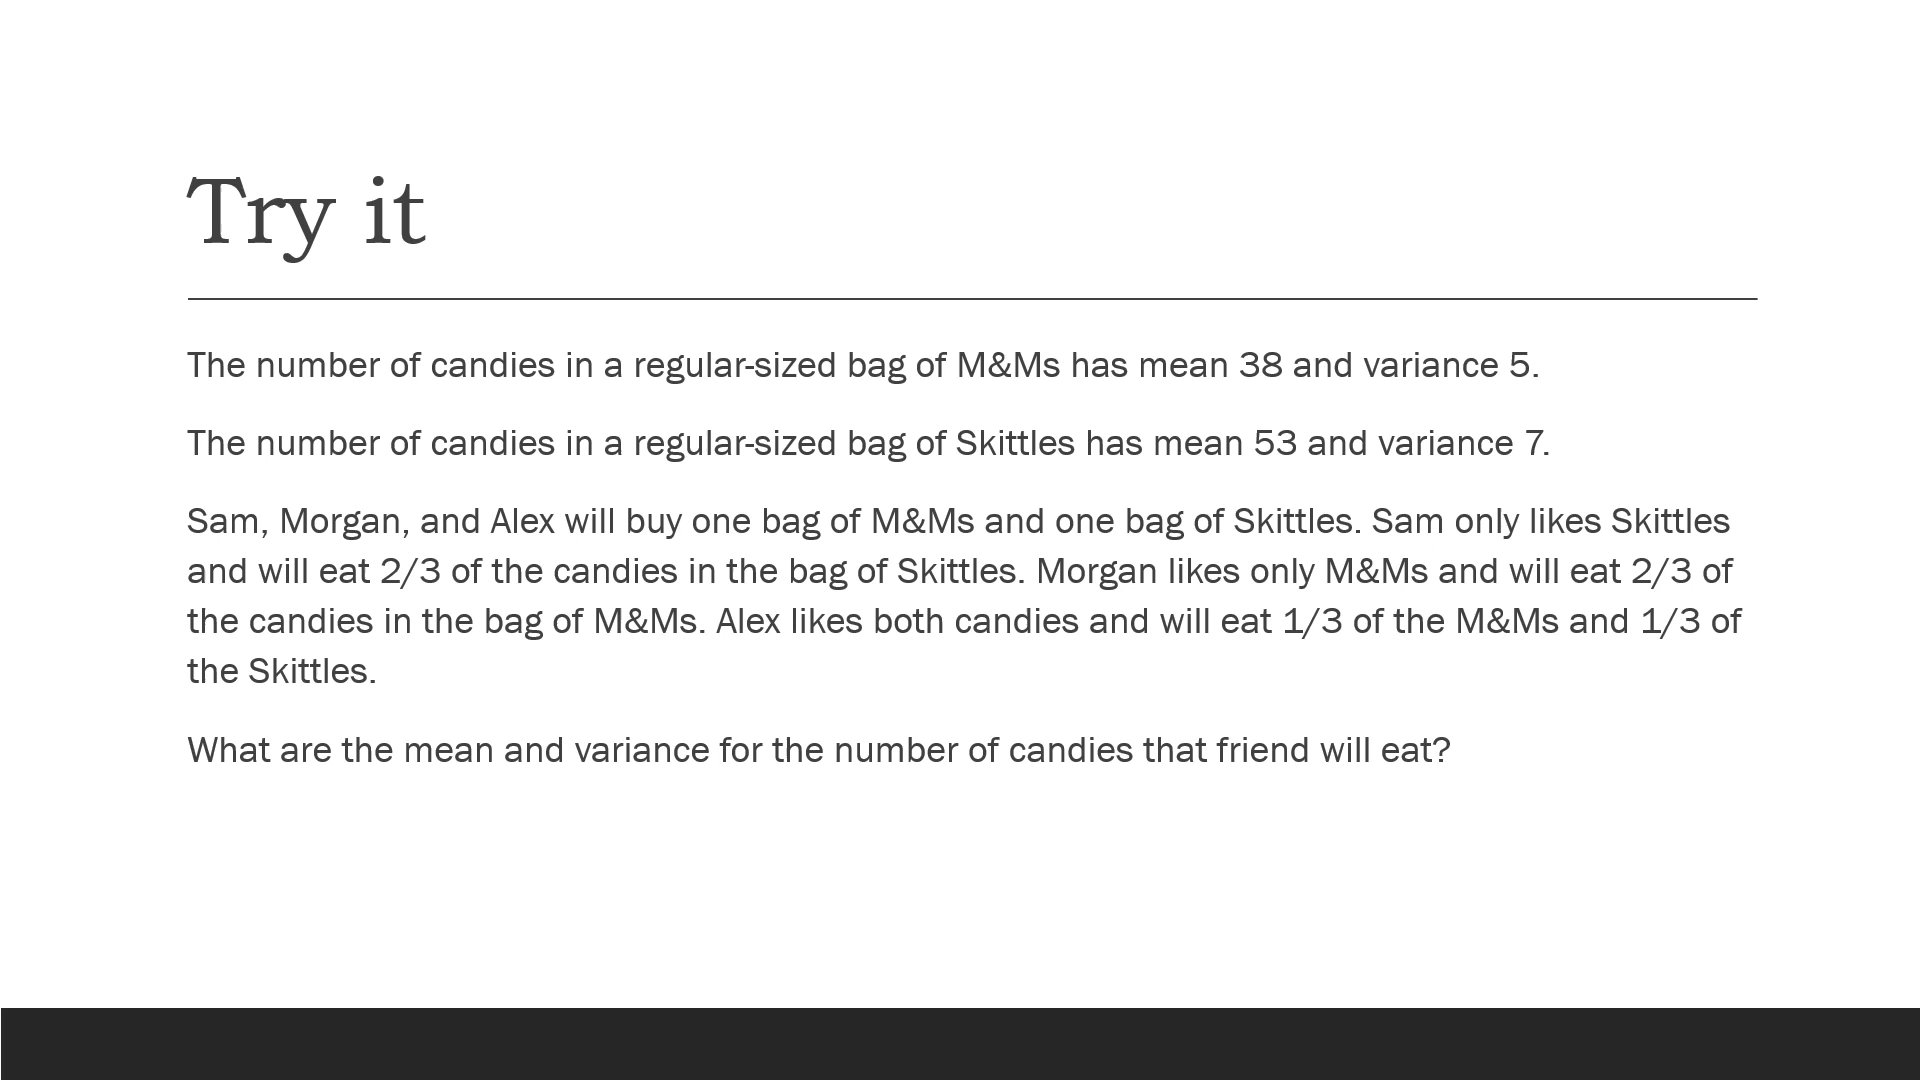 Try it
The number of candies in a regular-sized bag of M&Ms has mean 38 and variance 5.
The number of candies in a regular-sized bag of Skittles has mean 53 and variance 7.
Sam, Morgan, and Alex will buy one bag of M&Ms and one bag of Skittles. Sam only likes Skittles
and will eat 2/3 of the candies in the bag of Skittles. Morgan likes only M&Ms and will eat 2/3 of
the candies in the bag of M&Ms. Alex likes both candies and will eat 1/3 of the M&Ms and 1/3 of
the Skittles.
What are the mean and variance for the number of candies that friend will eat?